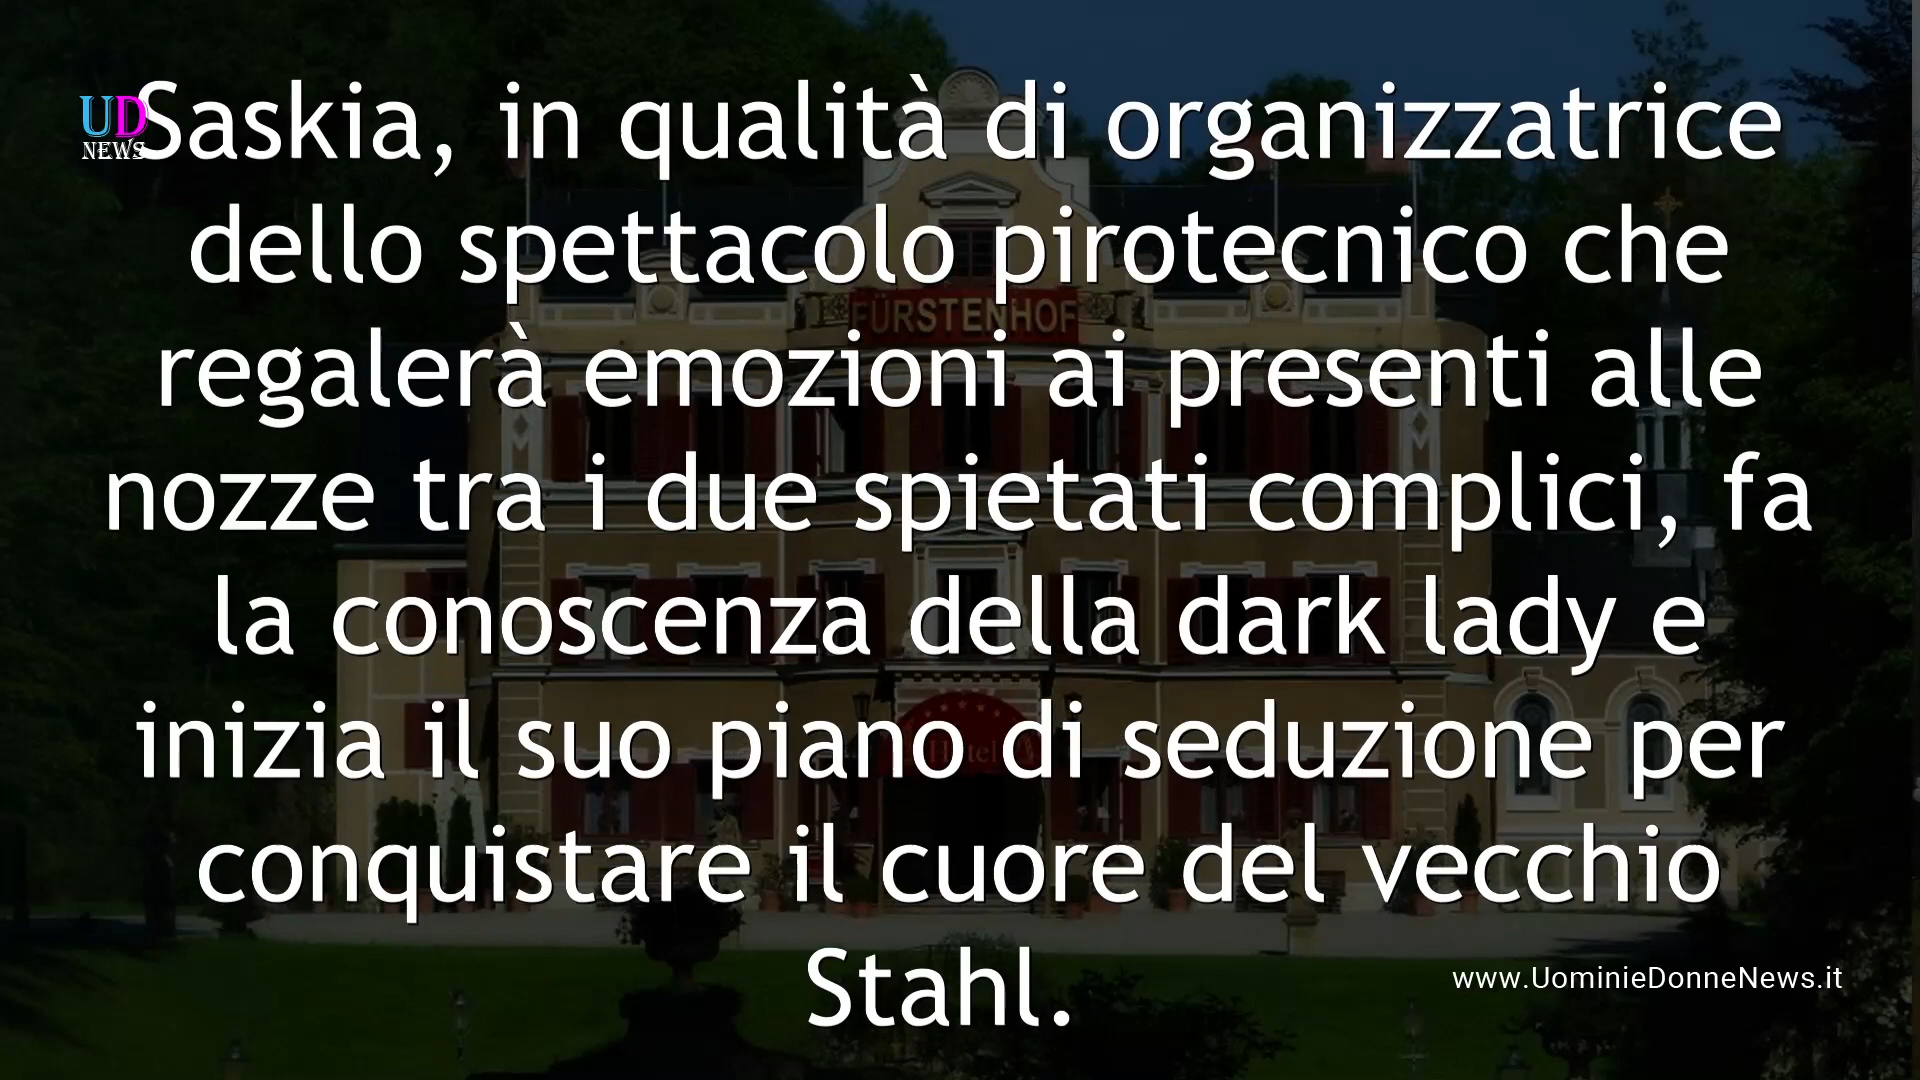 UD
NEWS
Saskia, in qualità di organizzatrice
dello spettacolo pirotecnico che
FÜRSTENHOF
regalerà emozioni ai presenti alle
nozze tra i due spietati complici, fa
la conoscenza della dark lady e
inizia il suo piano di seduzione per
Hotel
conquistare il cuore del vecchio
Stahl.
www.UominieDonneNews.it